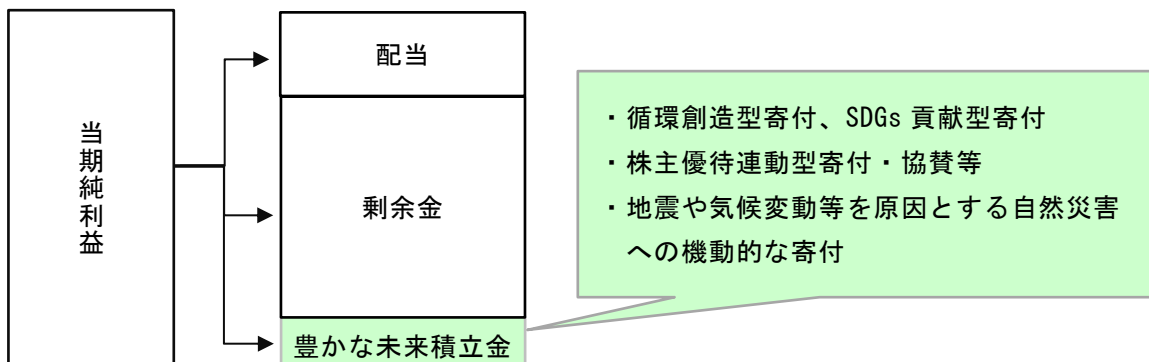 当期純利益
配当
剰余金
豊かな未来積立金
・循環創造型寄付、SDGs 貢献型寄付
・株主優待連動型寄付・協賛等
・地震や気候変動等を原因とする自然災害
への機動的な寄付